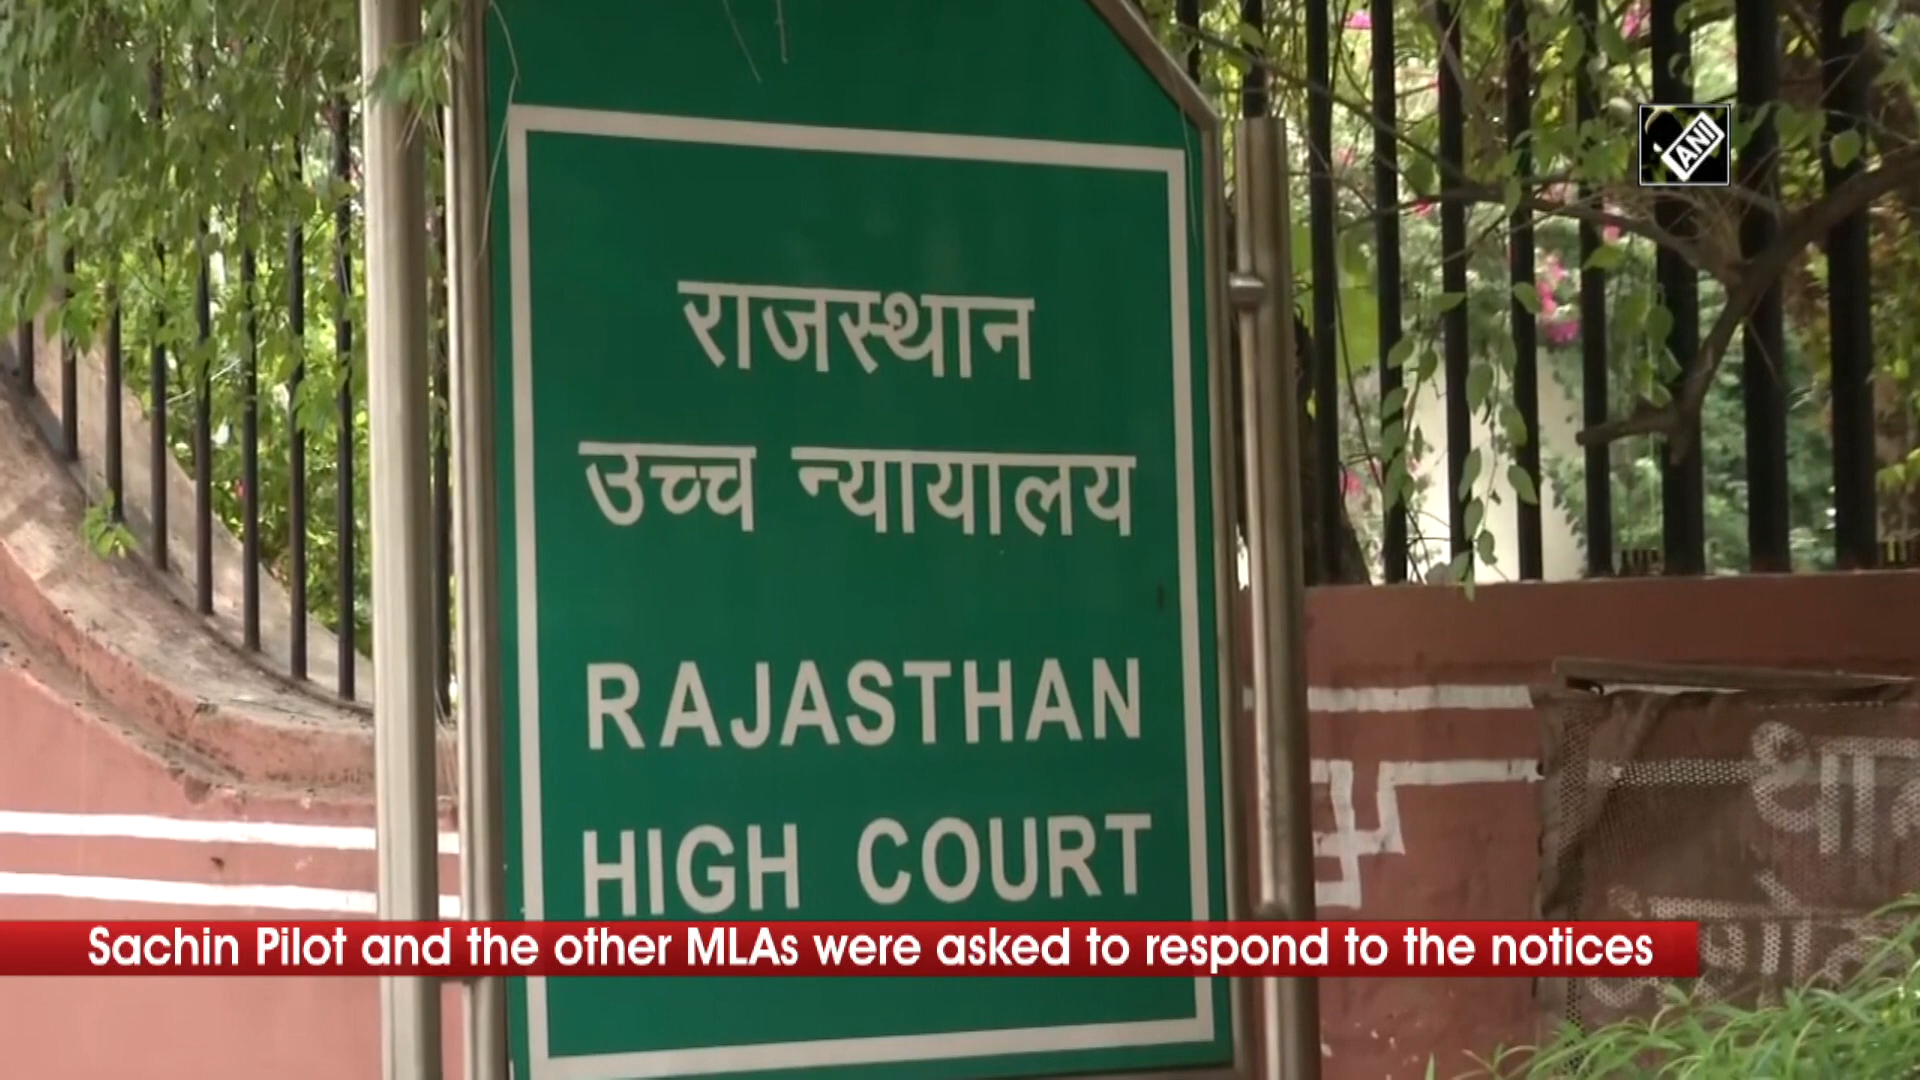 ANI
राजस्थान
उच्च न्यायालय
RAJASTHAN
HIGH COURT
Sachin Pilot and the other MLAs were asked to respond to the notices